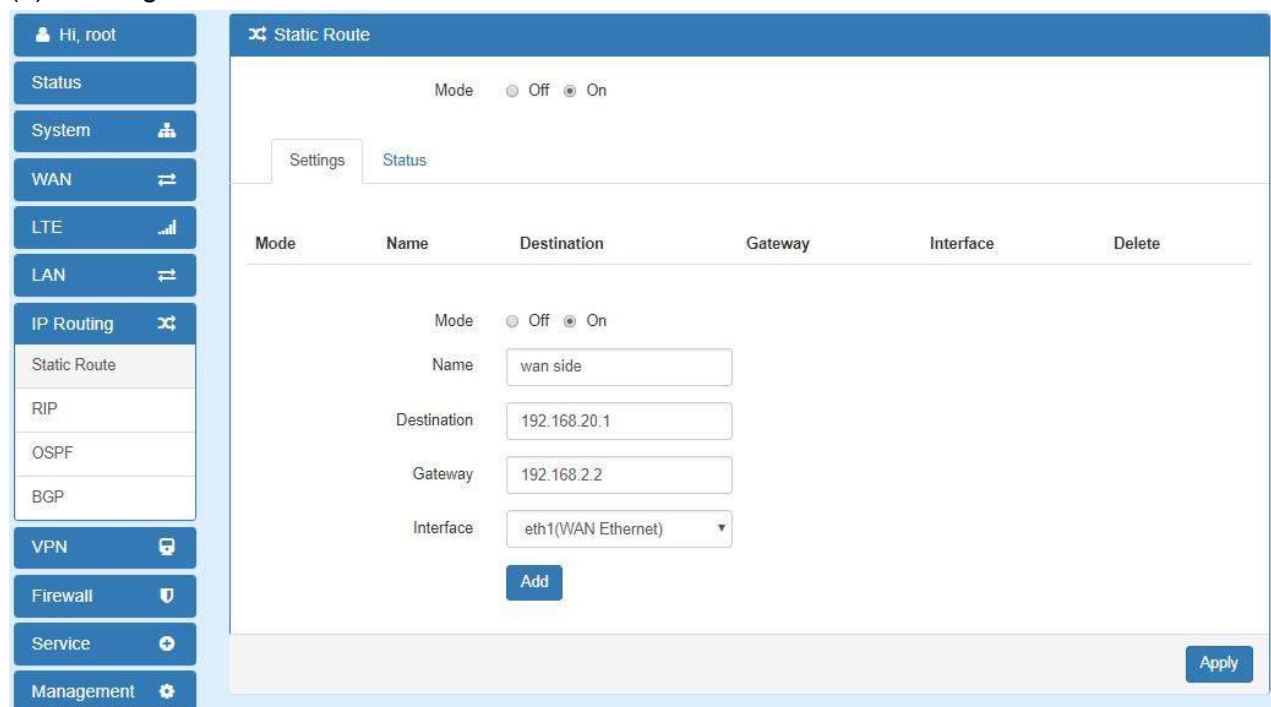 Hi, root
Status
System
WAN
LTE
LAN
IP Routing
Static Route
RIP
OSPF
BGP
VPN
Firewall
Service
Management
Static Route
Mode Off On
Settings Status
Mode Name Destination Gateway Interface Delete
Mode Off On
Name wan side
Destination 192.168.20.1
Gateway 192.168.2.2
Interface eth1(WAN Ethernet)
Add
Apply